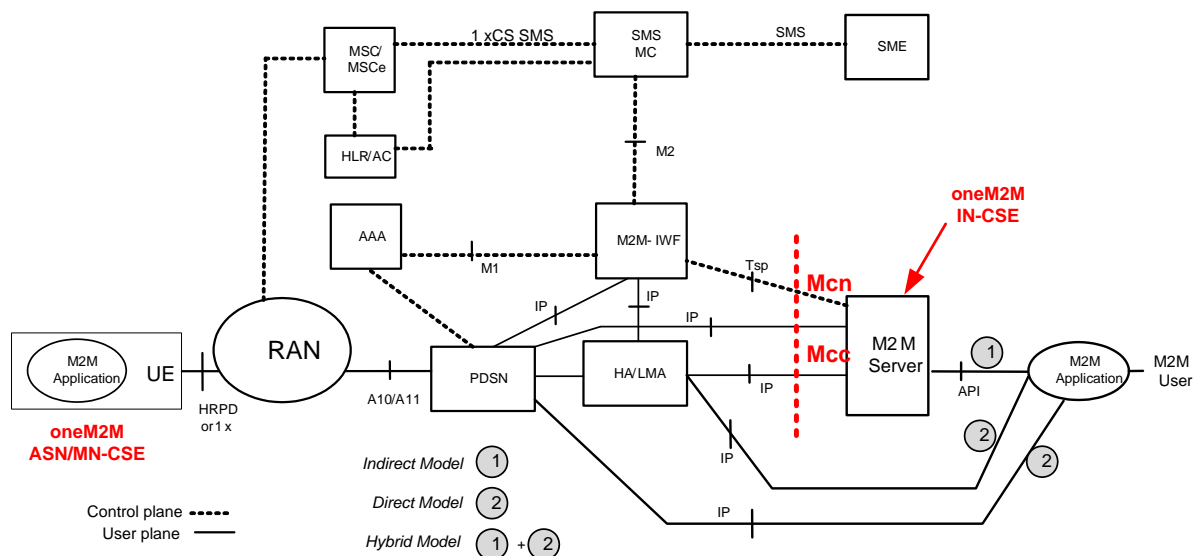 1 xCS SMS
SMS
MSC/
MSCe
SMS
MC
SME
HLR/AC
M2
oneM2M
IN-CSE
AAA
M2M- IWF
M1
Tsp
Mcn
IP
IP
IP
RAN
M2M
Application
UE
Mcc
M2M
Server
1
M2M
Application
M2M
User
PDSN
HA/LMA
A10/A11
IP
API
HRPD
or 1 x
oneM2M
ASN/MN-CSE
2
2
IP
Indirect Model 1
Direct Model 2
Hybrid Model 1 + 2
IP
Control plane
User plane